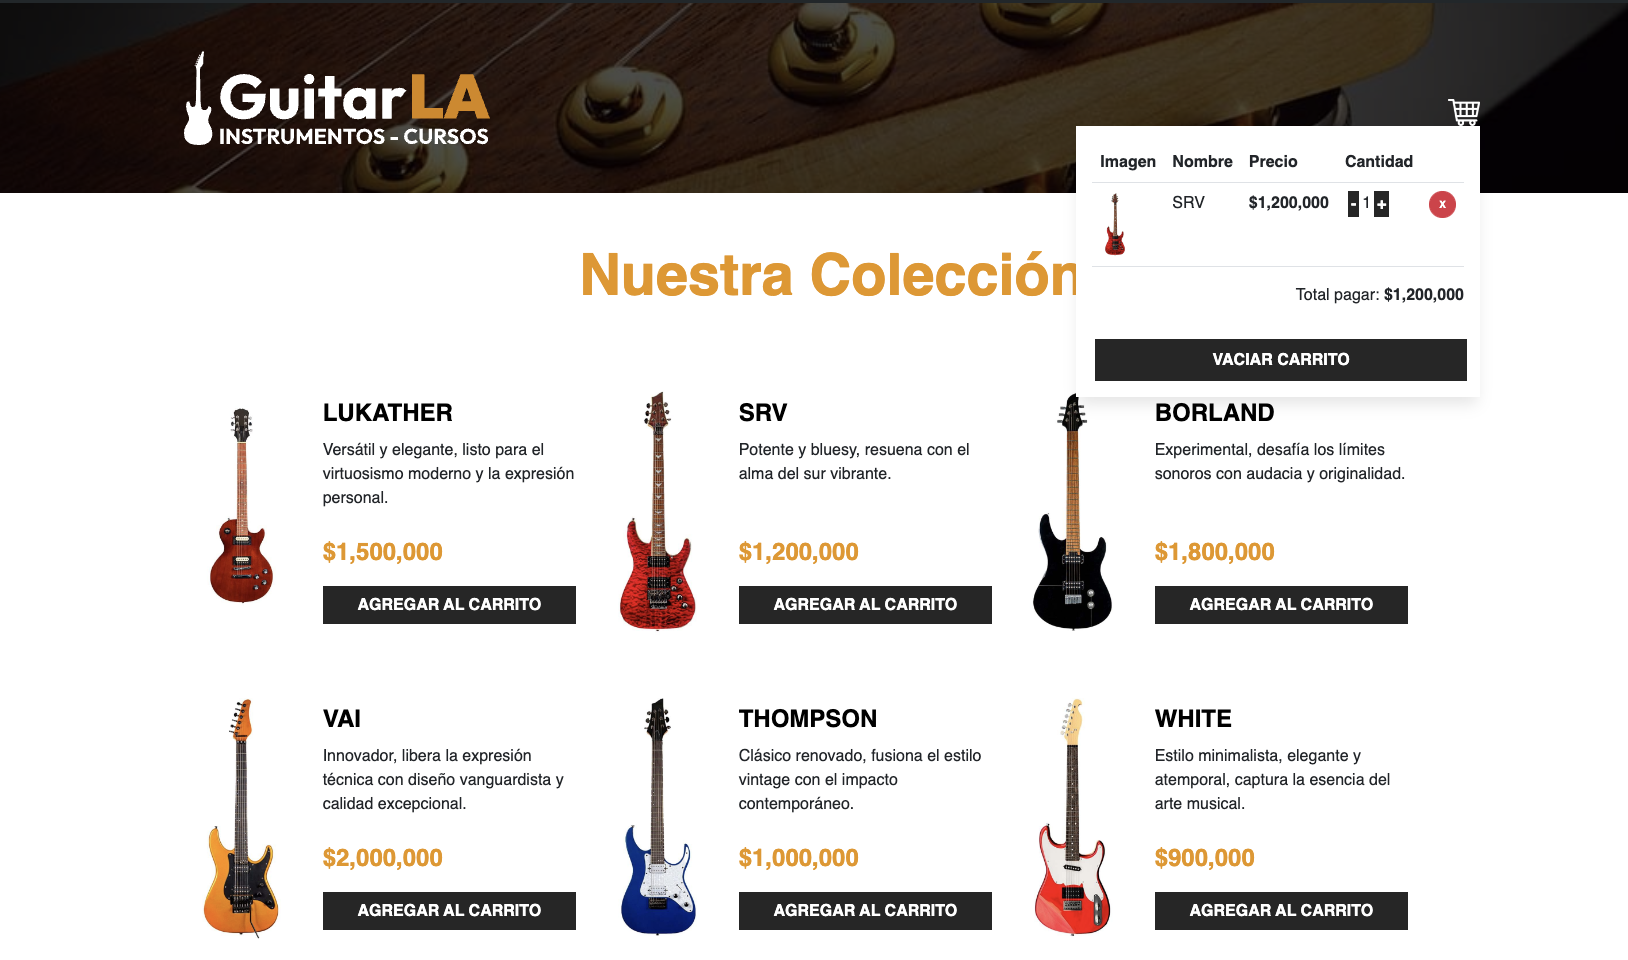 GuitarLA
INSTRUMENTOS - CURSOS
Imagen Nombre Precio Cantidad
SRV $1,200,000 - 1 + x
Total pagar: $1,200,000
VACIAR CARRITO
Nuestra Colección
LUKATHER
Versátil y elegante, listo para el
virtuosismo moderno y la expresión
personal.
$1,500,000
AGREGAR AL CARRITO
SRV
Potente y bluesy, resuena con el
alma del sur vibrante.
$1,200,000
AGREGAR AL CARRITO
BORLAND
Experimental, desafía los límites
sonoros con audacia y originalidad.
$1,800,000
AGREGAR AL CARRITO
VAI
Innovador, libera la expresión
técnica con diseño vanguardista y
calidad excepcional.
$2,000,000
AGREGAR AL CARRITO
THOMPSON
Clásico renovado, fusiona el estilo
vintage con el impacto
contemporáneo.
$1,000,000
AGREGAR AL CARRITO
WHITE
Estilo minimalista, elegante y
atemporal, captura la esencia del
arte musical.
$900,000
AGREGAR AL CARRITO